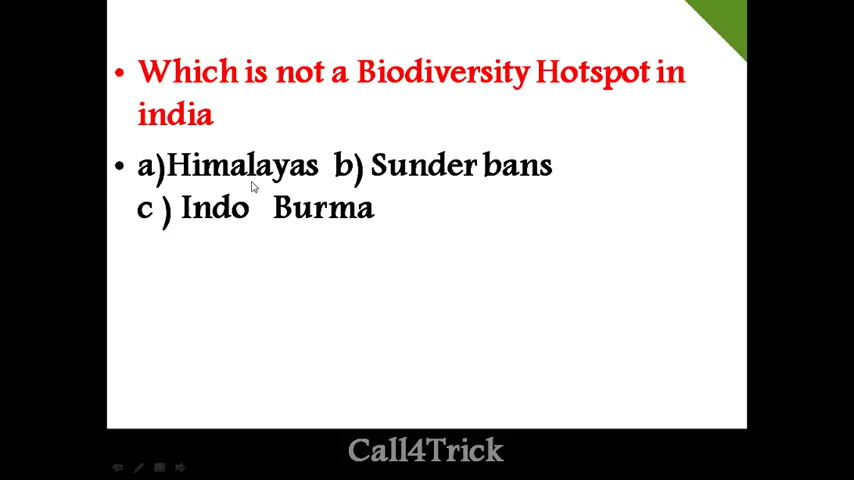 • Which is not a Biodiversity Hotspot in
india
• a)Himalayas b) Sunder bans
c ) Indo Burma
Call4Trick